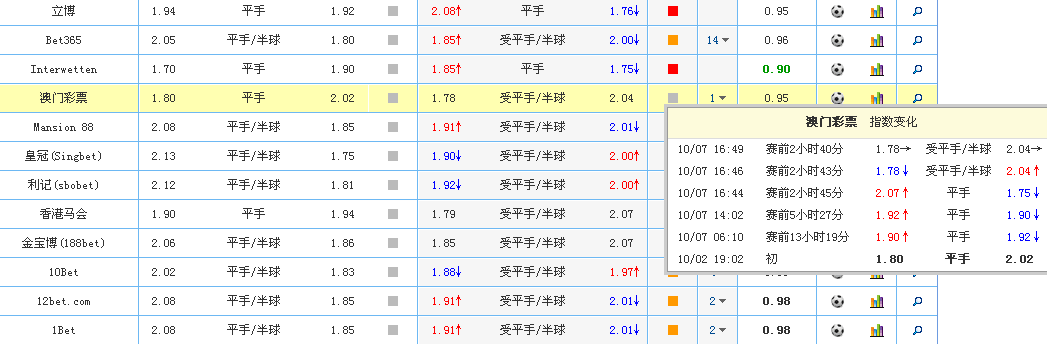 立博 1.94 平手 1.92 2.08↑ 平手 1.76↓ 0.95
Bet365 2.05 平手/半球 1.80 1.85↑ 受平手/半球 2.00↓ 14 0.96
Interwetten 1.70 平手 1.90 1.85↑ 平手 1.75↓ 0.90
澳门彩票 1.80 平手 2.02 1.78 受平手/半球 2.04 1 0.95
Mansion 88 2.08 平手/半球 1.85 1.91↑ 受平手/半球 2.01↓
皇冠(Singbet) 2.13 平手/半球 1.75 1.90↓ 受平手/半球 2.00↑
利记(sbobet) 2.12 平手/半球 1.81 1.92↓ 受平手/半球 2.00↑
香港马会 1.90 平手 1.94 1.79 受平手/半球 2.07
金宝博(188bet) 2.06 平手/半球 1.86 1.85 受平手/半球 2.07
10Bet 2.02 平手/半球 1.83 1.88↓ 受平手/半球 1.97↑
12bet.com 2.08 平手/半球 1.85 1.91↑ 受平手/半球 2.01↓ 2 0.98
1Bet 2.08 平手/半球 1.85 1.91↑ 受平手/半球 2.01↓ 2 0.98
澳门彩票 指数变化
10/07 16:49 赛前2小时40分 1.78→ 受平手/半球 2.04→
10/07 16:46 赛前2小时43分 1.78↓ 受平手/半球 2.04↑
10/07 16:44 赛前2小时45分 2.07↑ 平手 1.75↓
10/07 14:02 赛前5小时27分 1.92↑ 平手 1.90↓
10/07 06:10 赛前13小时19分 1.90↑ 平手 1.92↓
10/02 19:02 初 1.80 平手 2.02